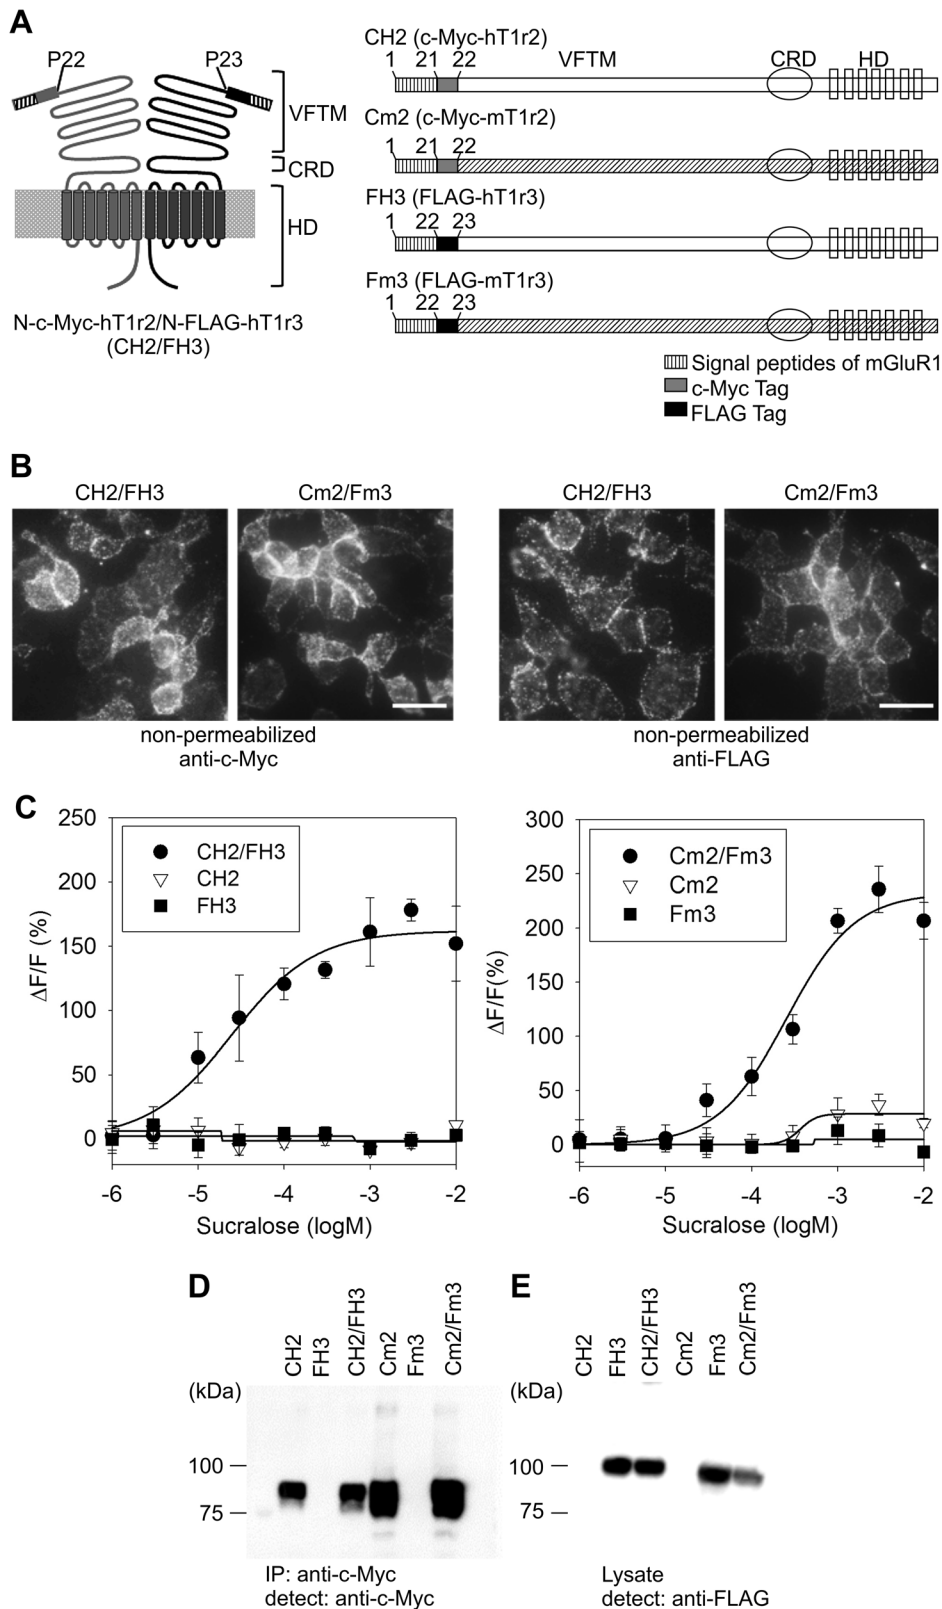 A
P22 P23
VFTM
CRD
HD
N-c-Myc-hT1r2/N-FLAG-hT1r3
(CH2/FH3)
CH2 (c-Myc-hT1r2)
1 21 22 VFTM CRD HD
Cm2 (c-Myc-mT1r2)
1 21 22
FH3 (FLAG-hT1r3)
1 22 23
Fm3 (FLAG-mT1r3)
1 22 23
Signal peptides of mGluR1
c-Myc Tag
FLAG Tag
B
CH2/FH3 Cm2/Fm3 CH2/FH3 Cm2/Fm3
non-permeabilized
anti-c-Myc
non-permeabilized
anti-FLAG
C
250
200
150
100
50
0
ΔF/F (%)
CH2/FH3
CH2
FH3
-6 -5 -4 -3 -2
Sucralose (logM)
300
250
200
150
100
50
0
ΔF/F(%)
Cm2/Fm3
Cm2
Fm3
-6 -5 -4 -3 -2
Sucralose (logM)
D
CH2 FH3 CH2/FH3 Cm2 Fm3 Cm2/Fm3
(kDa)
100
75
IP: anti-c-Myc
detect: anti-c-Myc
E
CH2 FH3 CH2/FH3 Cm2 Fm3 Cm2/Fm3
(kDa)
100
75
Lysate
detect: anti-FLAG